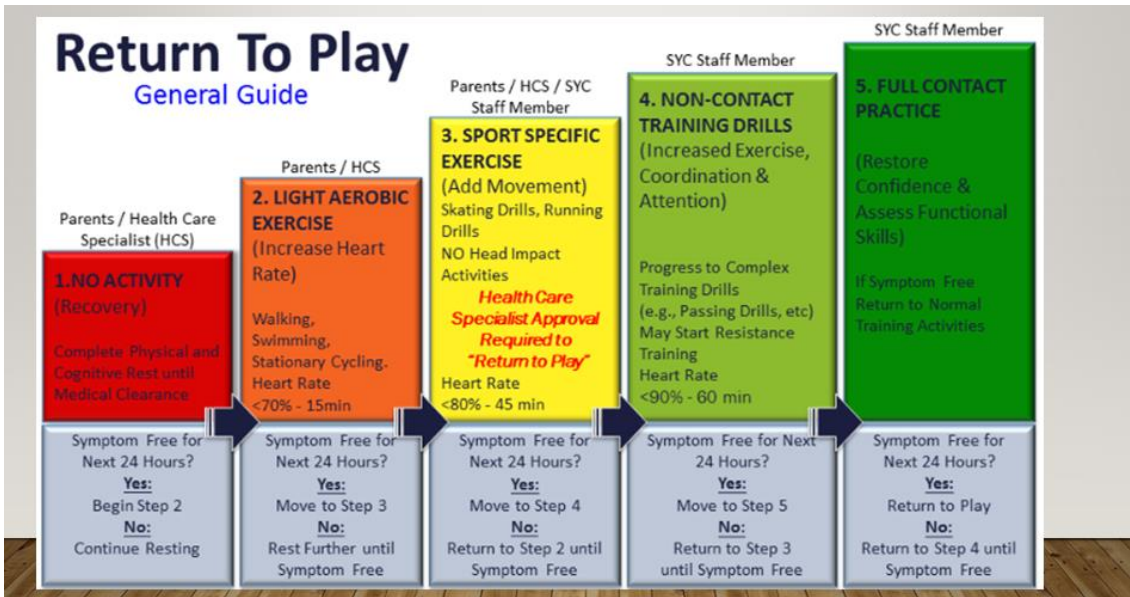 Return To Play
General Guide
Parents / Health Care
Specialist (HCS)
1.NO ACTIVITY
(Recovery)
Complete Physical and
Cognitive Rest until
Medical Clearance
Symptom Free for
Next 24 Hours?
Yes:
Begin Step 2
No:
Continue Resting
Parents / HCS
2. LIGHT AEROBIC
EXERCISE
(Increase Heart
Rate)
Walking,
Swimming,
Stationary Cycling.
Heart Rate
<70% - 15min
Symptom Free for
Next 24 Hours?
Yes:
Move to Step 3
No:
Rest Further until
Symptom Free
Parents / HCS / SYC
Staff Member
3. SPORT SPECIFIC
EXERCISE
(Add Movement)
Skating Drills, Running
Drills
NO Head Impact
Activities
Health Care
Specialist Approval
Required to
"Return to Play"
Heart Rate
<80% - 45 min
Symptom Free for
Next 24 Hours?
Yes:
Move to Step 4
No:
Return to Step 2 until
Symptom Free
SYC Staff Member
4. NON-CONTACT
TRAINING DRILLS
(Increased Exercise,
Coordination &
Attention)
Progress to Complex
Training Drills
(e.g., Passing Drills, etc)
May Start Resistance
Training
Heart Rate
<90% - 60 min
Symptom Free for Next
24 Hours?
Yes:
Move to Step 5
No:
Return to Step 3
until Symptom Free
SYC Staff Member
5. FULL CONTACT
PRACTICE
(Restore
Confidence &
Assess Functional
Skills)
If Symptom Free
Return to Normal
Training Activities
Symptom Free for
Next 24 Hours?
Yes:
Return to Play
No:
Return to Step 4 until
Symptom Free